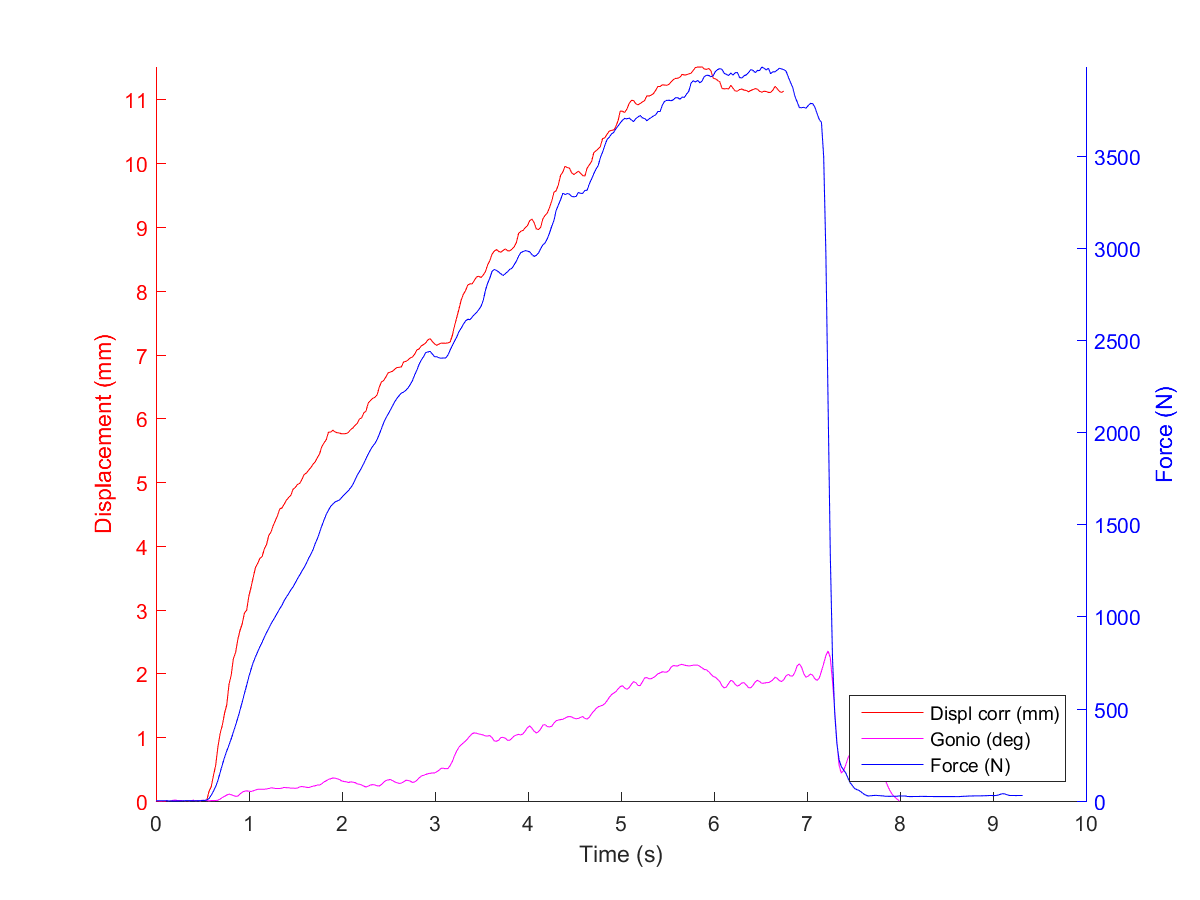 11
10
9
8
7
6
5
4
3
2
1
0
Displacement (mm)
3500
3000
2500
2000
1500
1000
500
0
Force (N)
Displ corr (mm)
Gonio (deg)
Force (N)
0 1 2 3 4 5 6 7 8 9 10
Time (s)